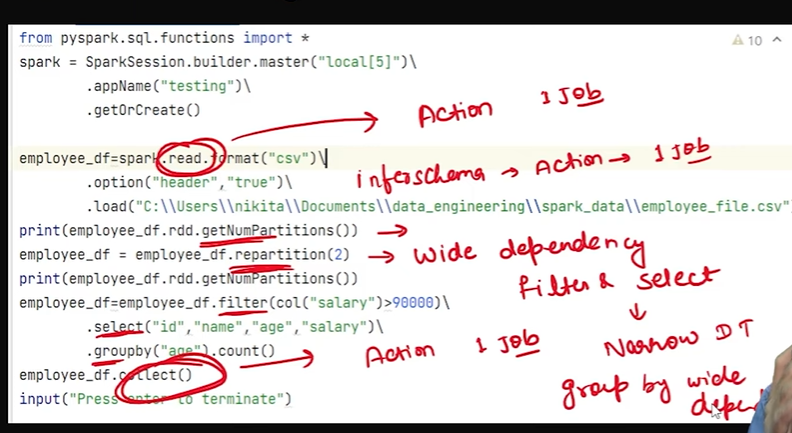 from pyspark.sql.functions import *
10
spark = SparkSession.builder.master("local[5]")\
.appName("testing")\
.getOrCreate()
Action 1 Job
employee_df=spark.read.format("csv")\
inferschema → Action → 1 Job
.option("header","true")\
.load("C:\\Users\\nikita\\Documents\\data_engineering\\spark_data\\employee_file.csv"
print(employee_df.rdd.getNumPartitions()) →
employee_df = employee_df.repartition(2) → wide dependency
print(employee_df.rdd.getNumPartitions())
filter & select
employee_df=employee_df.filter(col("salary")>90000)\
.select("id","name","age","salary")\
↓
Narrow DT
.groupby("age").count()
Action 1 Job
employee_df.collect()
group by wide
input("Press enter to terminate")